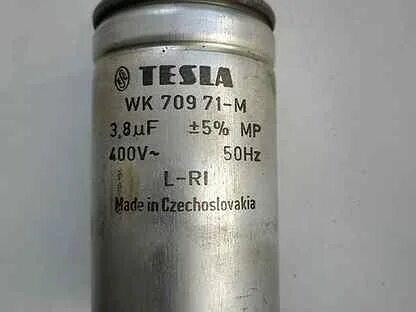 TESLA
WK 709 71-M
3,8µF ±5% MP
400V~ 50Hz
L-RI
Made in Czechoslovakia